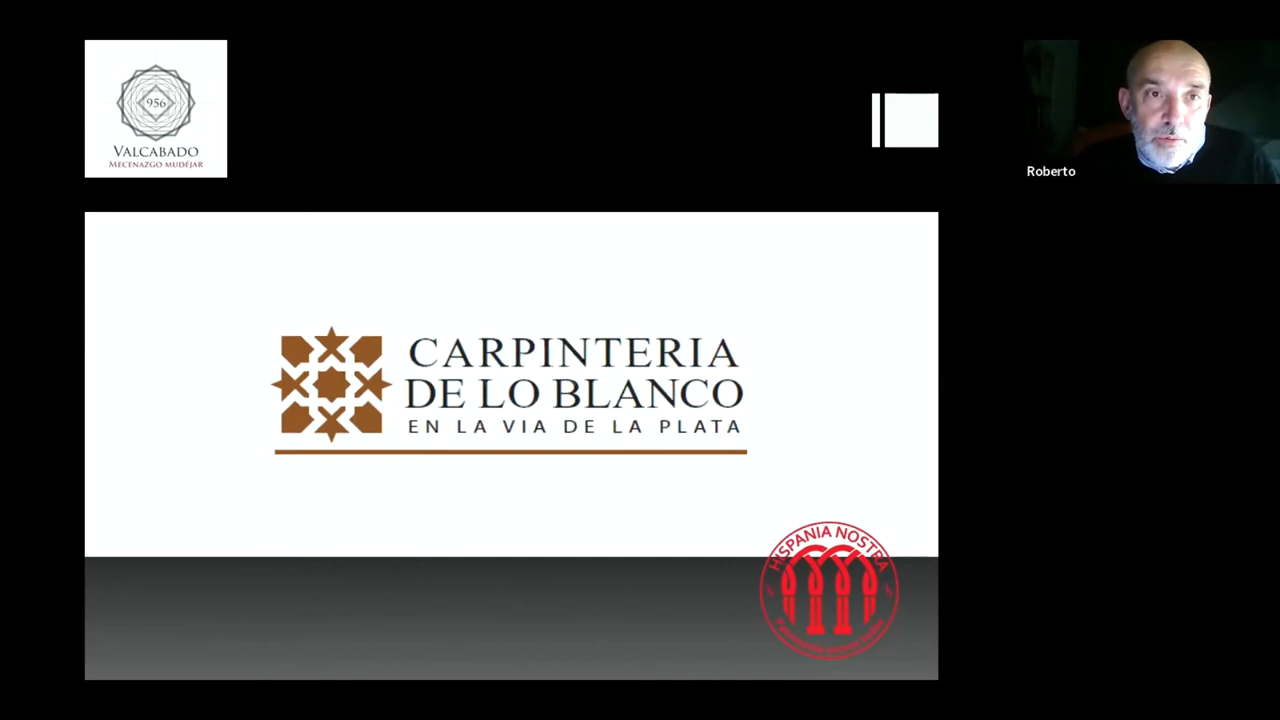 956
VALCABADO
MECENAZGO MUDÉJAR
Roberto
CARPINTERIA
DE LO BLANCO
EN LA VIA DE LA PLATA
HISPANIA NOSTRA